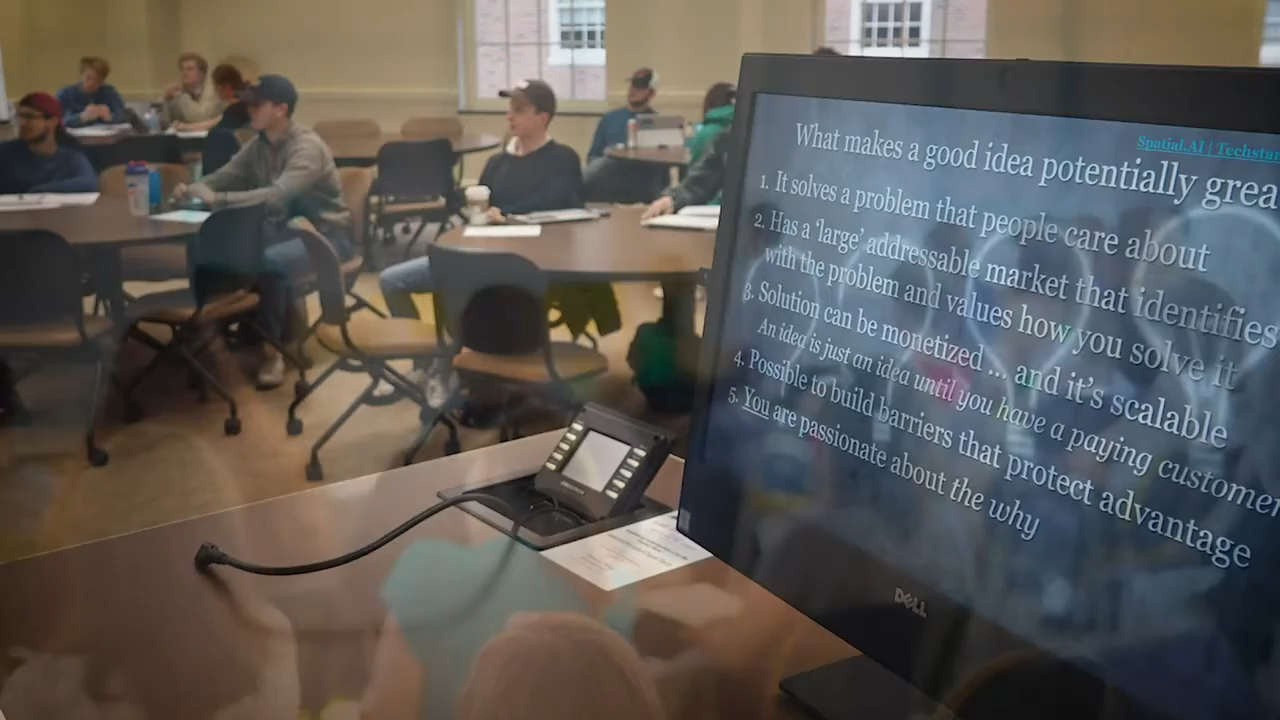 Spatial.AI | Techstar
What makes a good idea potentially grea
1. It solves a problem that people care about
2. Has a 'large' addressable market that identifies
with the problem and values how you solve it
3. Solution can be monetized ... and it's scalable
An idea is just an idea until you have a paying customer
4. Possible to build barriers that protect advantage
5. You are passionate about the why
DELL